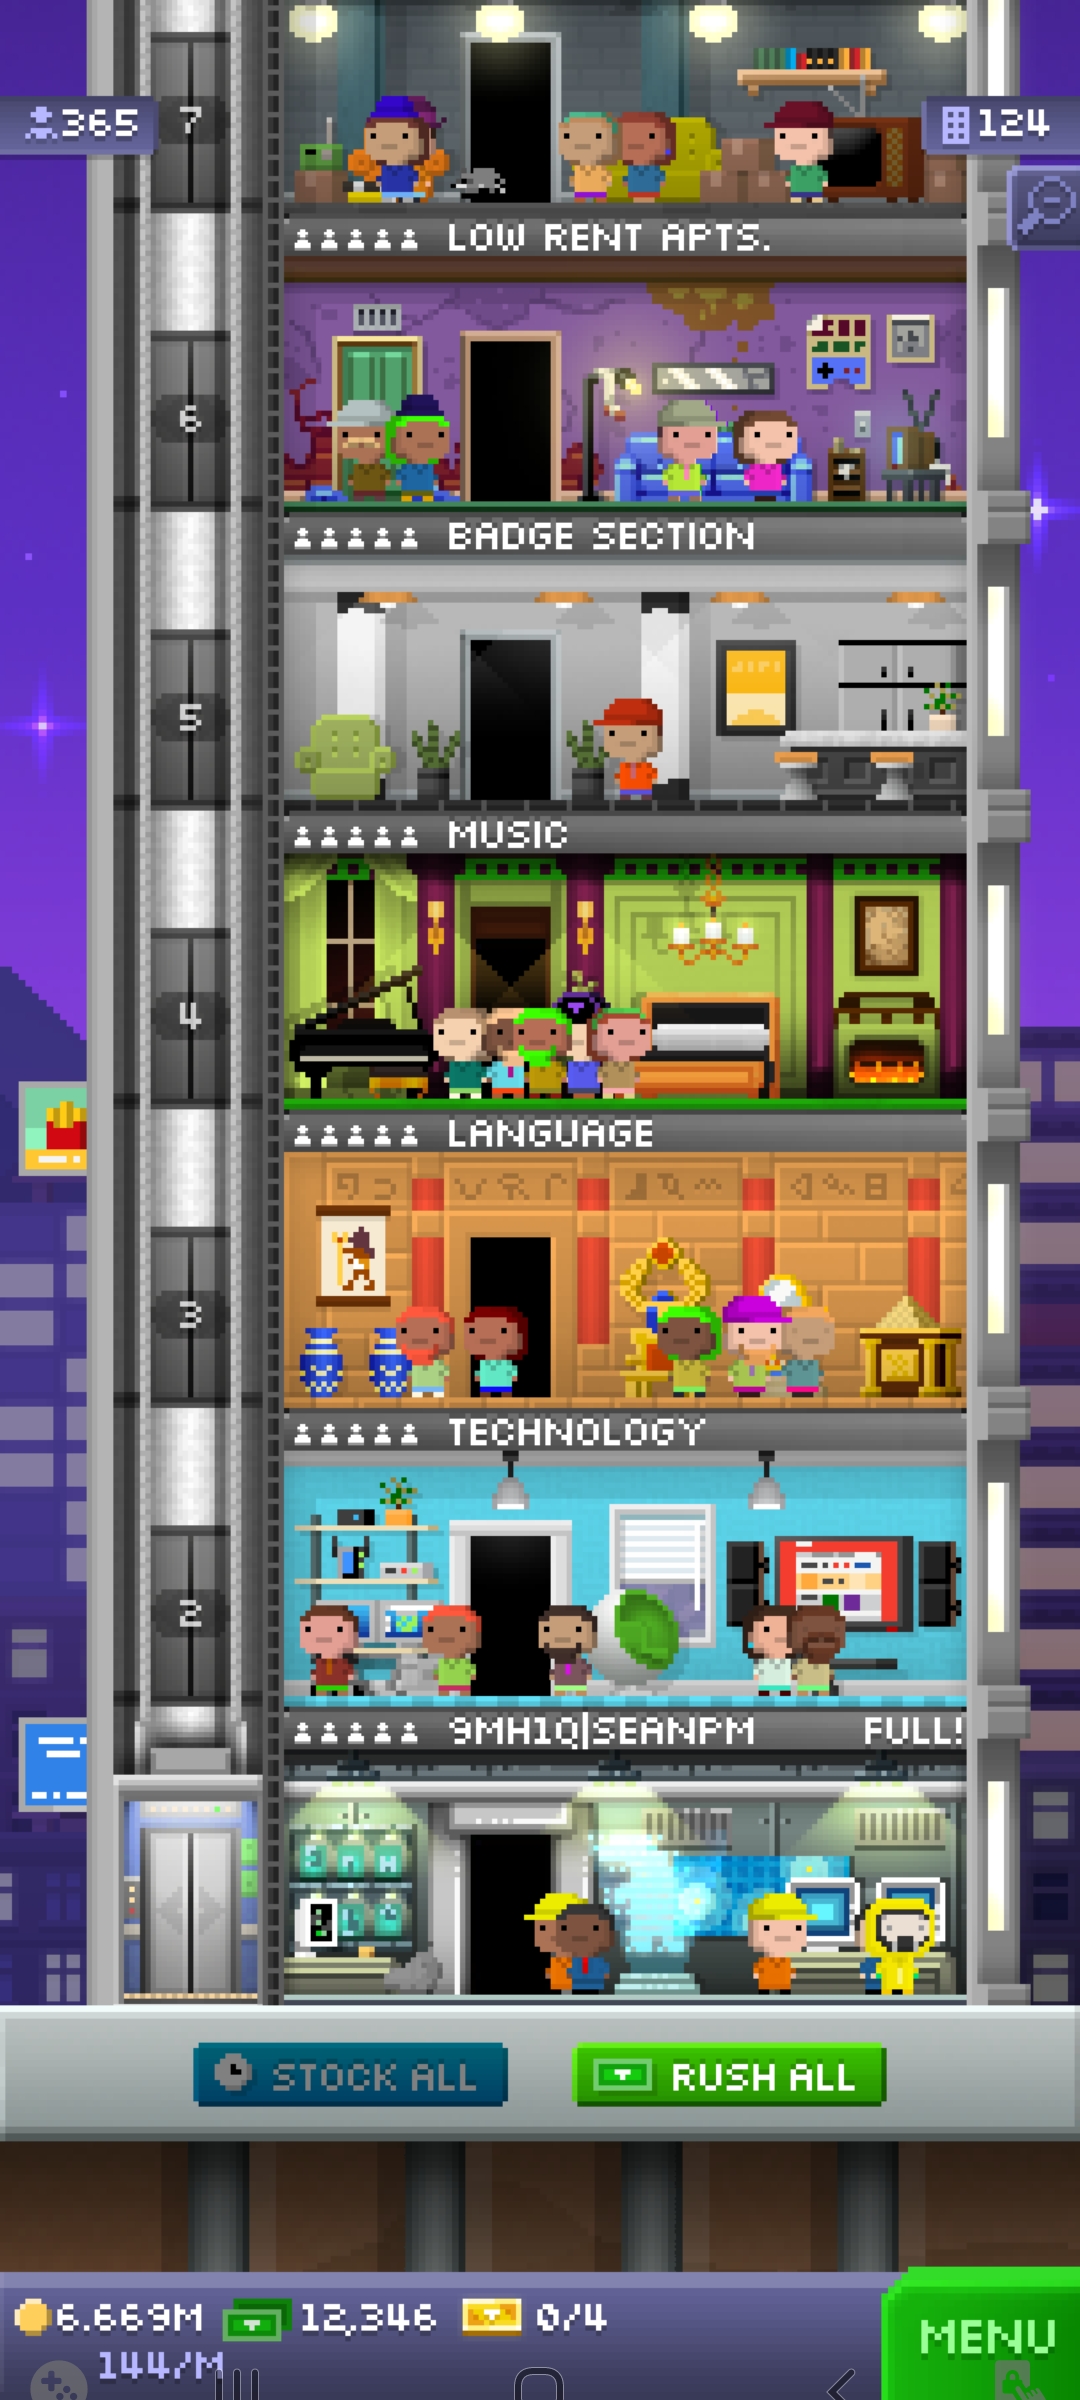 7
365
124
LOW RENT APTS.
6
BADGE SECTION
5
MUSIC
4
LANGUAGE
3
TECHNOLOGY
2
9MH1Q|SEANPM FULL!
STOCK ALL
RUSH ALL
6.669M 12,346 0/4
144/M
MENU